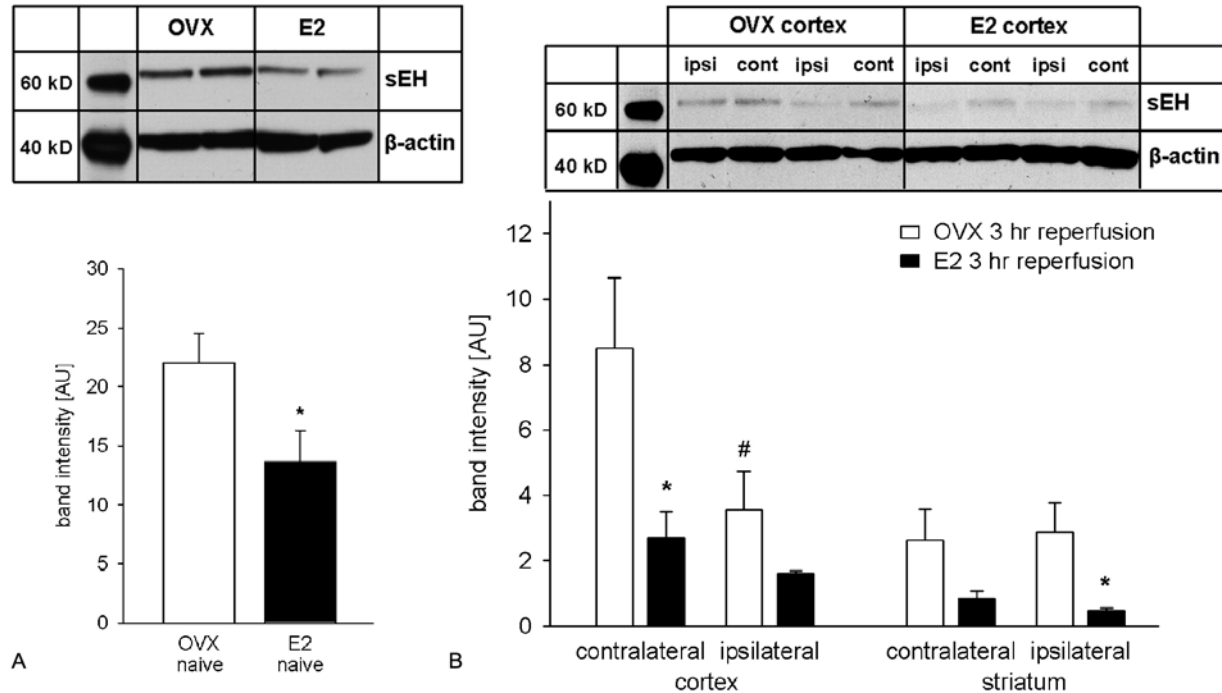 OVX E2
60 kD sEH
40 kD β-actin
band intensity [AU]
30
25
20
15
10
5
0
*
OVX naive
E2 naive
A
OVX cortex E2 cortex
ipsi cont ipsi cont ipsi cont ipsi cont
60 kD sEH
40 kD β-actin
OVX 3 hr reperfusion
E2 3 hr reperfusion
band intensity [AU]
12
10
8
6
4
2
0
* # *
contralateral ipsilateral contralateral ipsilateral
cortex striatum
B